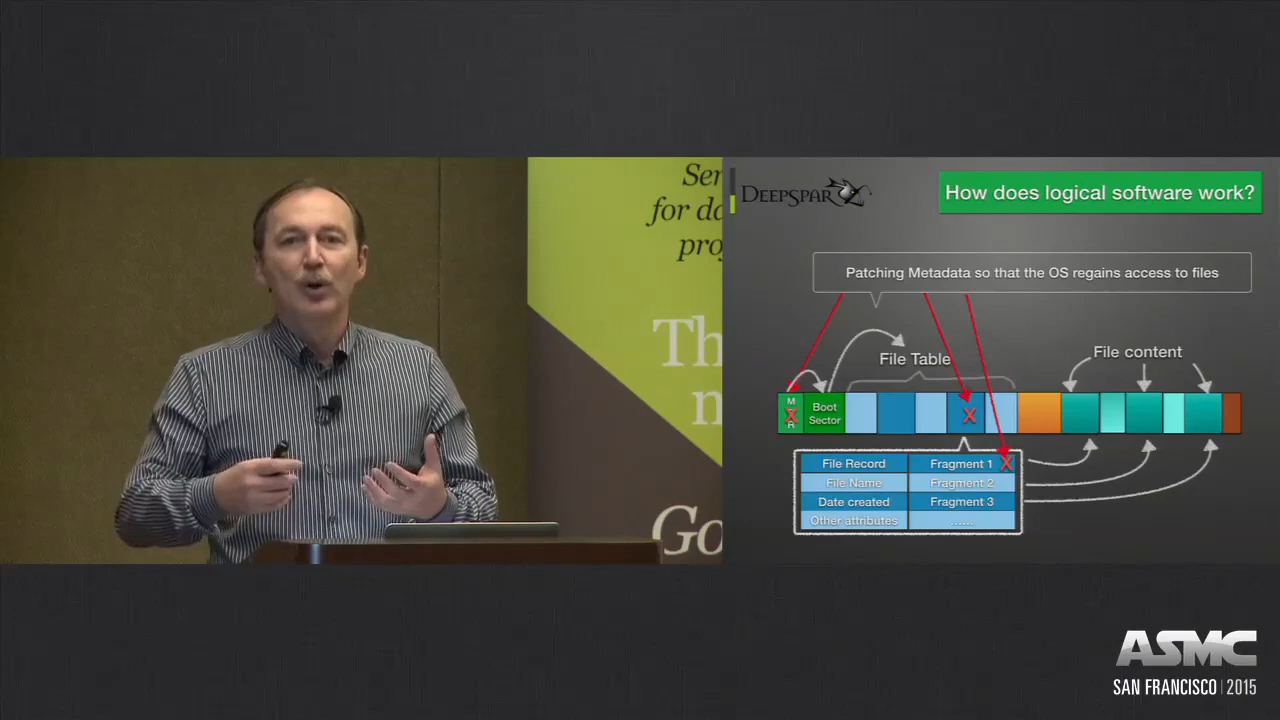 Ser
for da
prog
Th
n
Go
DEEPSPAR
How does logical software work?
Patching Metadata so that the OS regains access to files
File Table
File content
M
R
Boot
Sector
File Record
Fragment 1
File Name
Fragment 2
Date created
Fragment 3
Other attributes
......
ASMC
SAN FRANCISCO | 2015